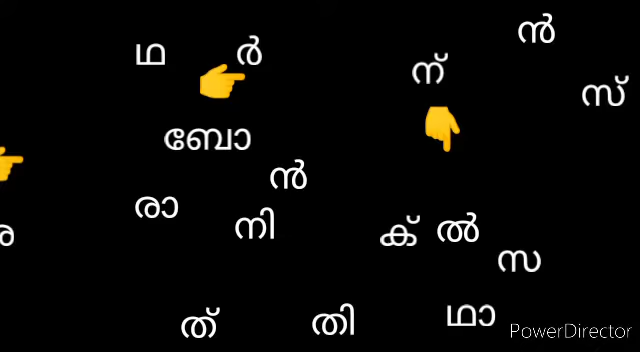 ൻ
ഥ ർ
ന്
സ്
ബോ
ൻ
രാ
നി
ക് ൽ
സ
ത് തി ഥാ
PowerDirector